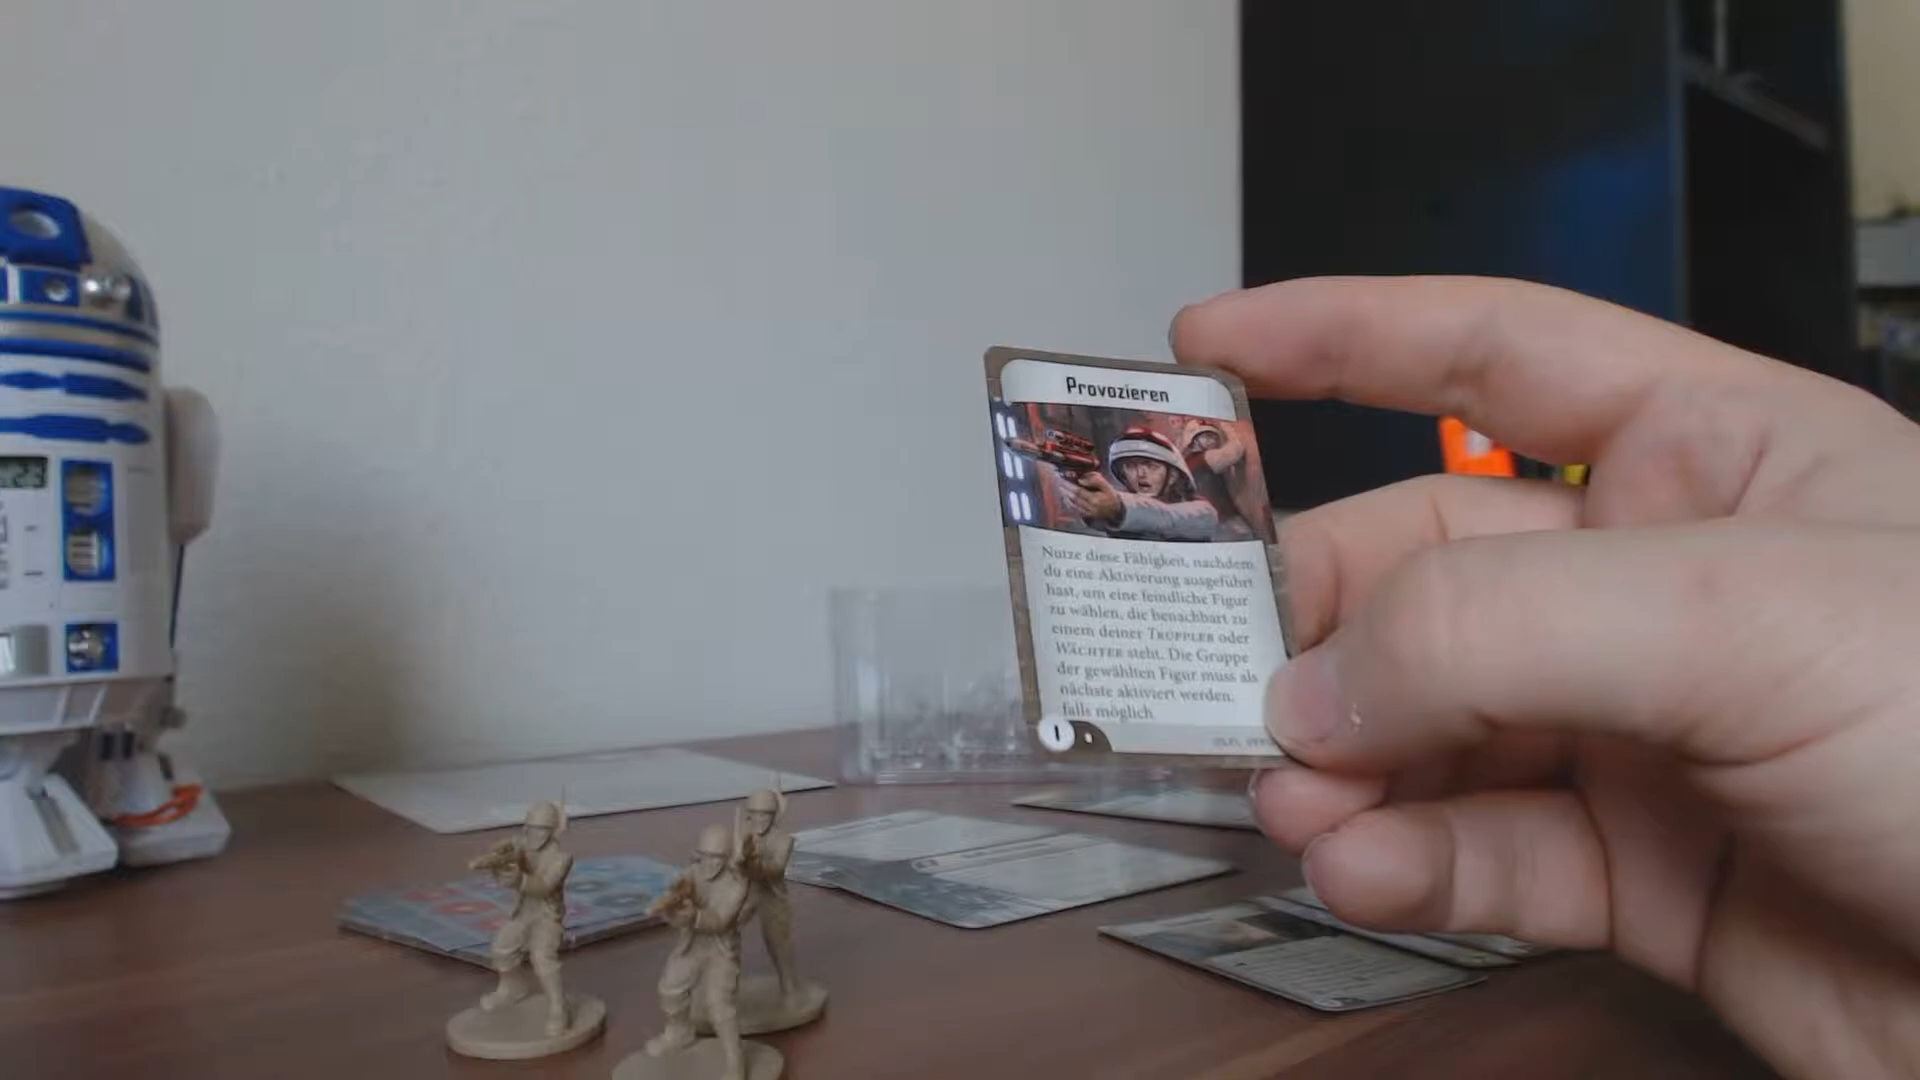 Provozieren
Nutze diese Fähigkeit, nachdem
du eine Aktivierung ausgeführt
hast, um eine feindliche Figur
zu wählen, die benachbart zu
einem deiner TRÜPPLER oder
WÄCHTER steht. Die Gruppe
der gewählten Figur muss als
nächste aktiviert werden,
falls möglich
1